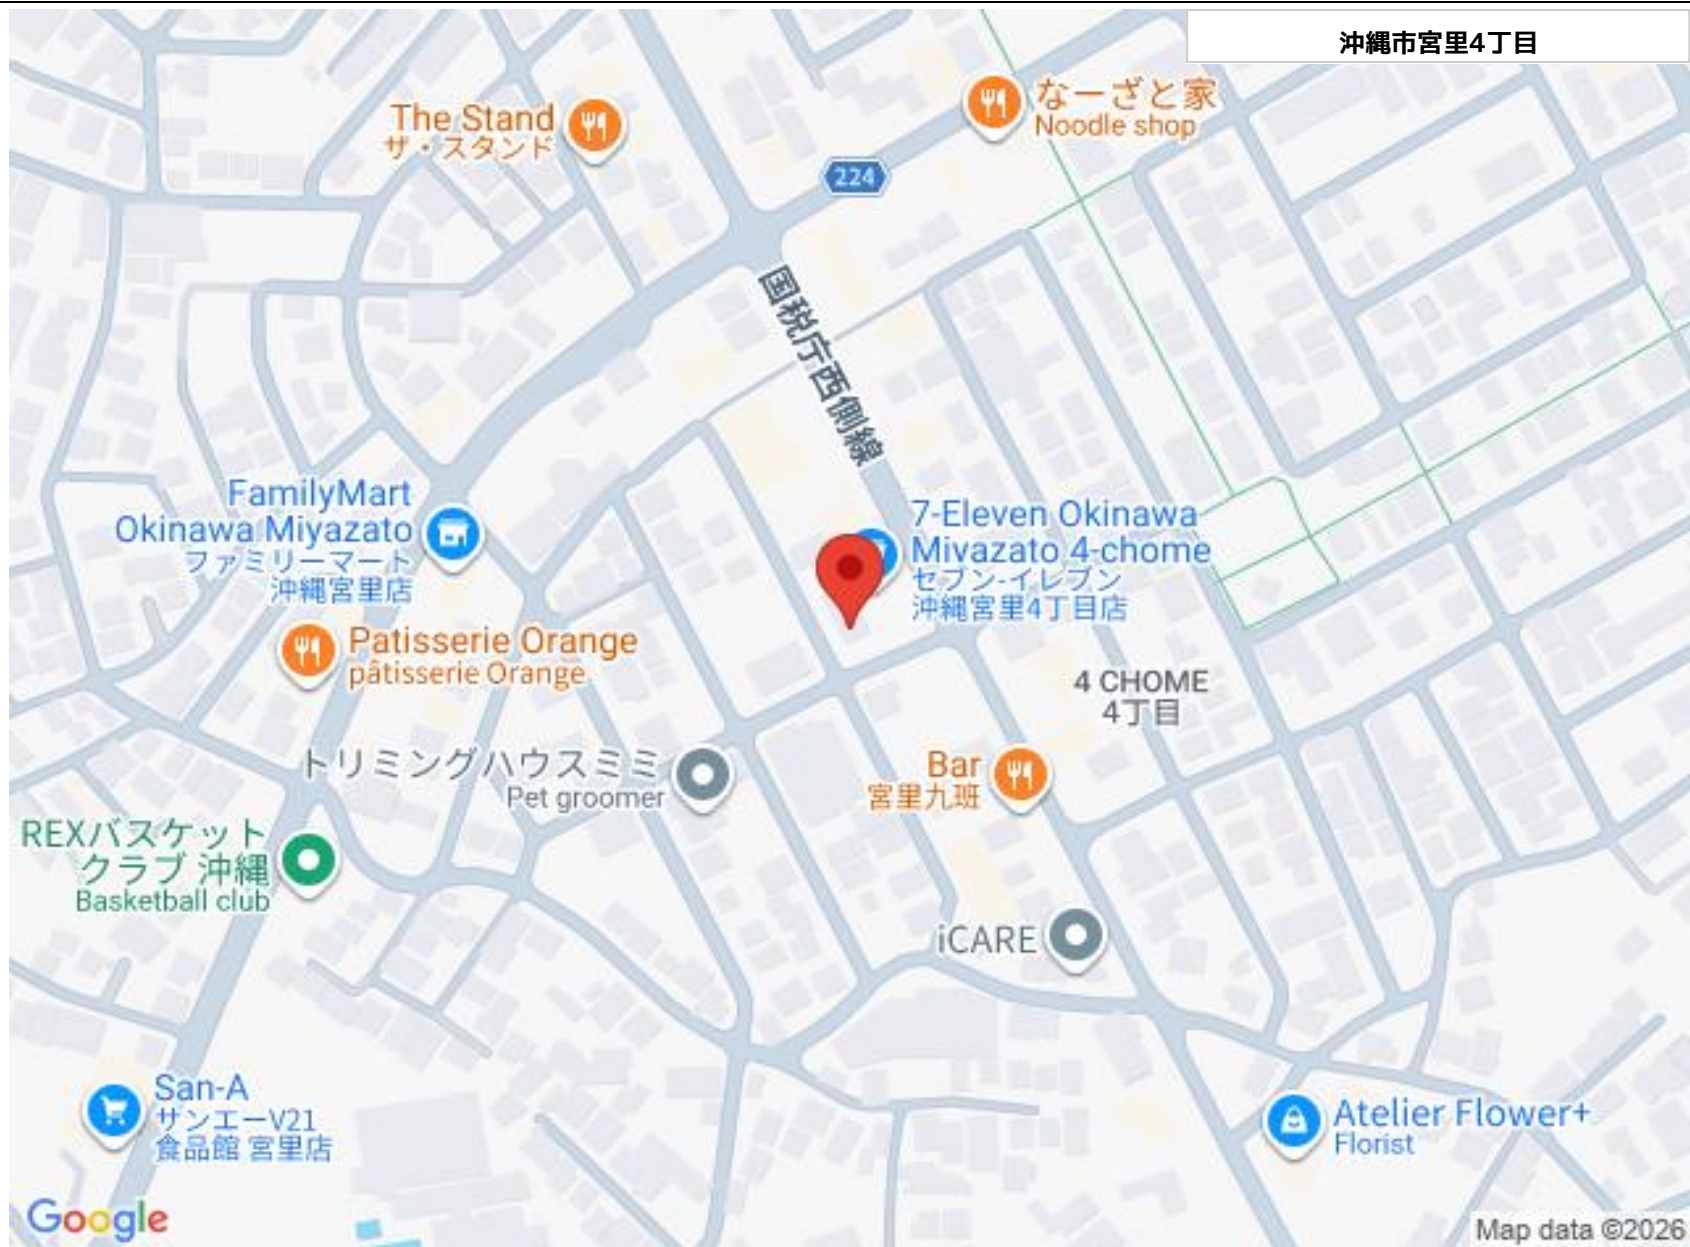 沖縄市宮里4丁目
The Stand
ザ・スタンド
なーざと家
Noodle shop
224
国税庁西側線
FamilyMart
Okinawa Miyazato
ファミリーマート
沖縄宮里店
7-Eleven Okinawa
Miyazato 4-chome
セブン-イレブン
沖縄宮里4丁目店
Patisserie Orange
pâtisserie Orange
4 CHOME
4丁目
トリミングハウスミミ
Pet groomer
Bar
宮里九班
REXバスケット
クラブ 沖縄
Basketball club
iCARE
San-A
サンエーV21
食品館 宮里店
Atelier Flower+
Florist
Google
Map data ©2026